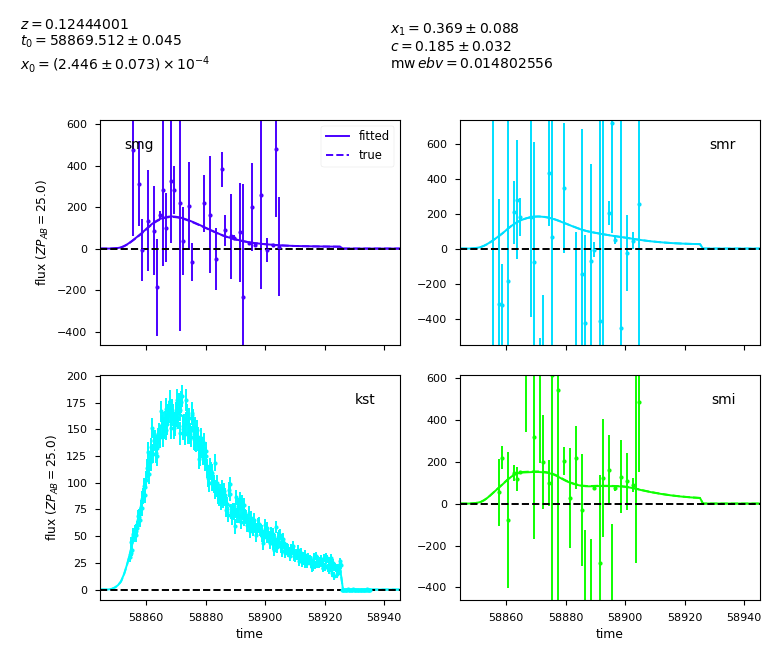 z = 0.12444001
t₀ = 58869.512 ± 0.045
x₀ = (2.446 ± 0.073) × 10⁻⁴
x₁ = 0.369 ± 0.088
c = 0.185 ± 0.032
mw ebv = 0.014802556
smg
fitted
true
600
400
200
0
−200
−400
flux (ZP_AB = 25.0)
smr
600
400
200
0
−200
−400
kst
200
175
150
125
100
75
50
25
0
flux (ZP_AB = 25.0)
58860 58880 58900 58920 58940
time
smi
600
400
200
0
−200
−400
58860 58880 58900 58920 58940
time